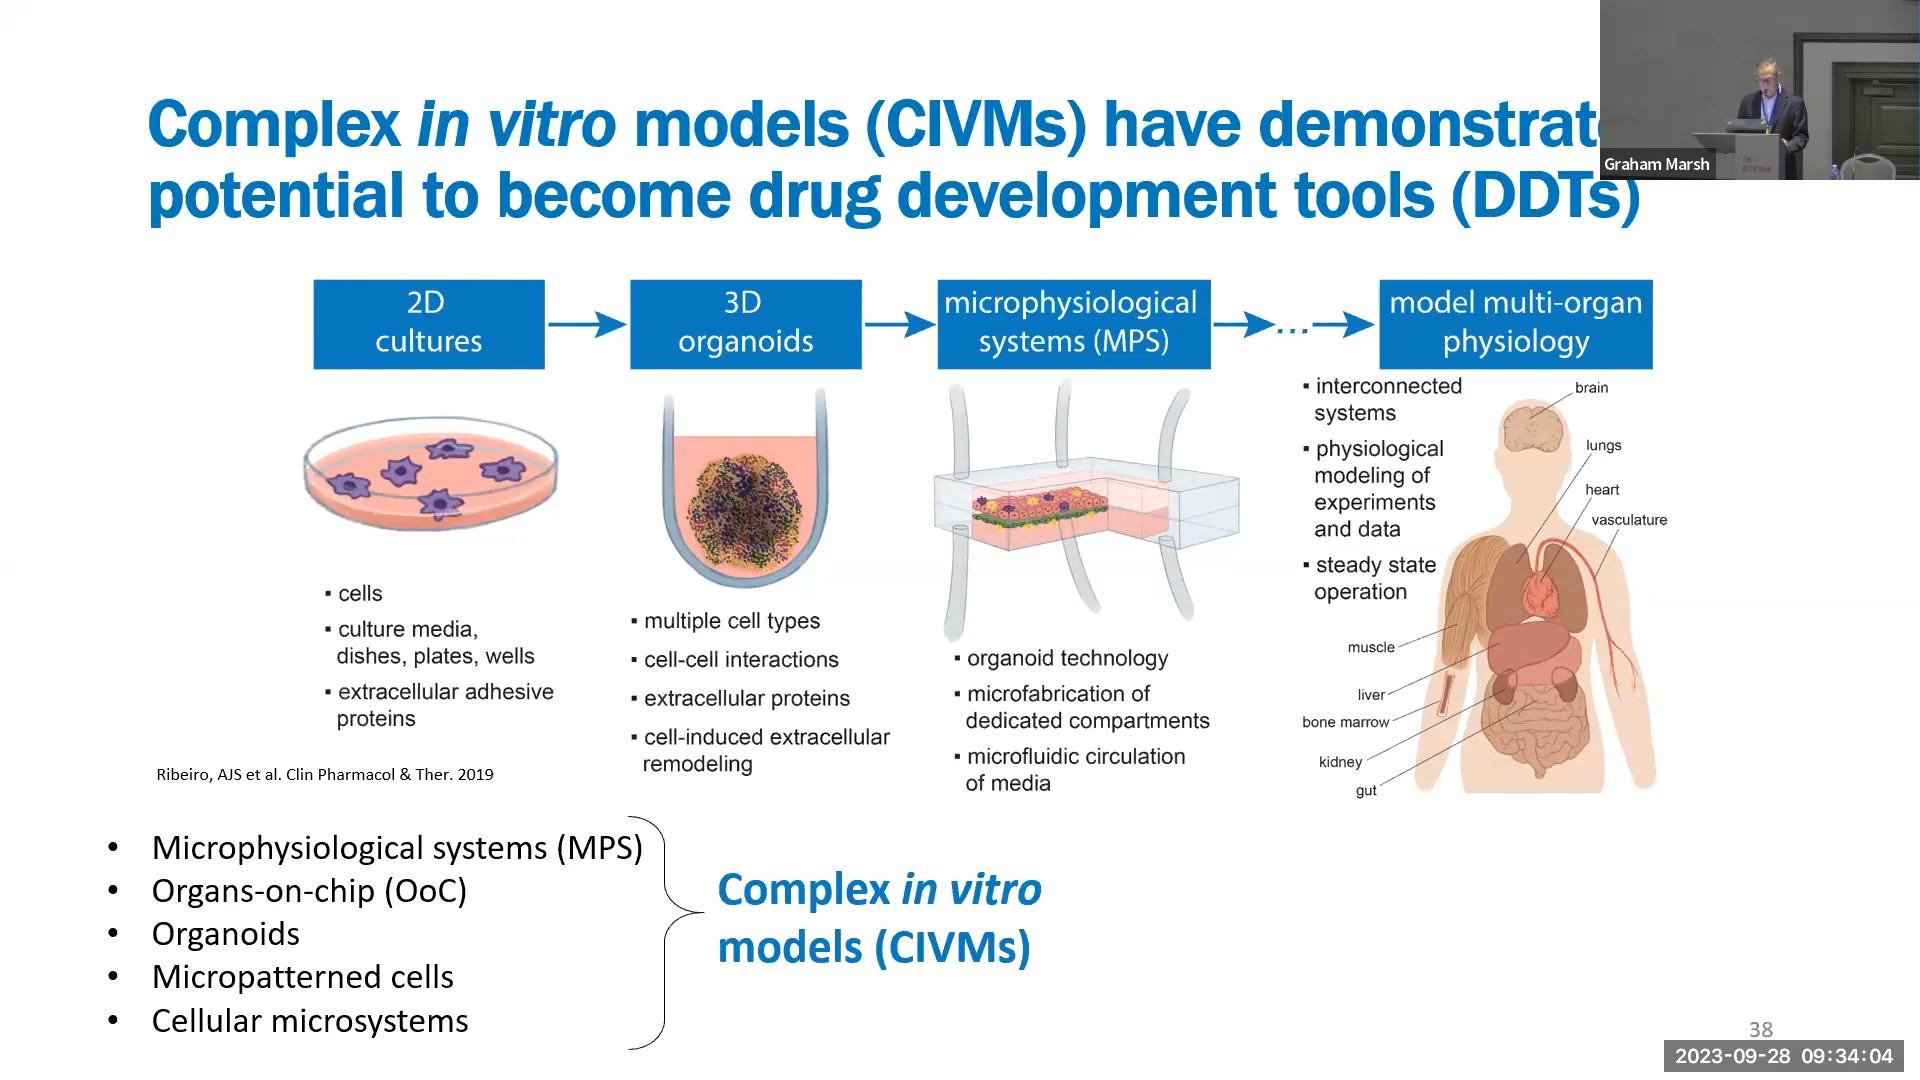 Complex in vitro models (CIVMs) have demonstrat
potential to become drug development tools (DDTs)
Graham Marsh
2D
cultures
3D
organoids
microphysiological
systems (MPS)
...
model multi-organ
physiology
▪ cells
▪ culture media,
dishes, plates, wells
▪ extracellular adhesive
proteins
▪ multiple cell types
▪ cell-cell interactions
▪ extracellular proteins
▪ cell-induced extracellular
remodeling
▪ organoid technology
▪ microfabrication of
dedicated compartments
▪ microfluidic circulation
of media
▪ interconnected
systems
▪ physiological
modeling of
experiments
and data
▪ steady state
operation
brain
lungs
heart
vasculature
muscle
liver
bone marrow
kidney
gut
Ribeiro, AJS et al. Clin Pharmacol & Ther. 2019
• Microphysiological systems (MPS)
• Organs-on-chip (OoC)
• Organoids
• Micropatterned cells
• Cellular microsystems
Complex in vitro
models (CIVMs)
38
2023-09-28 09:34:04